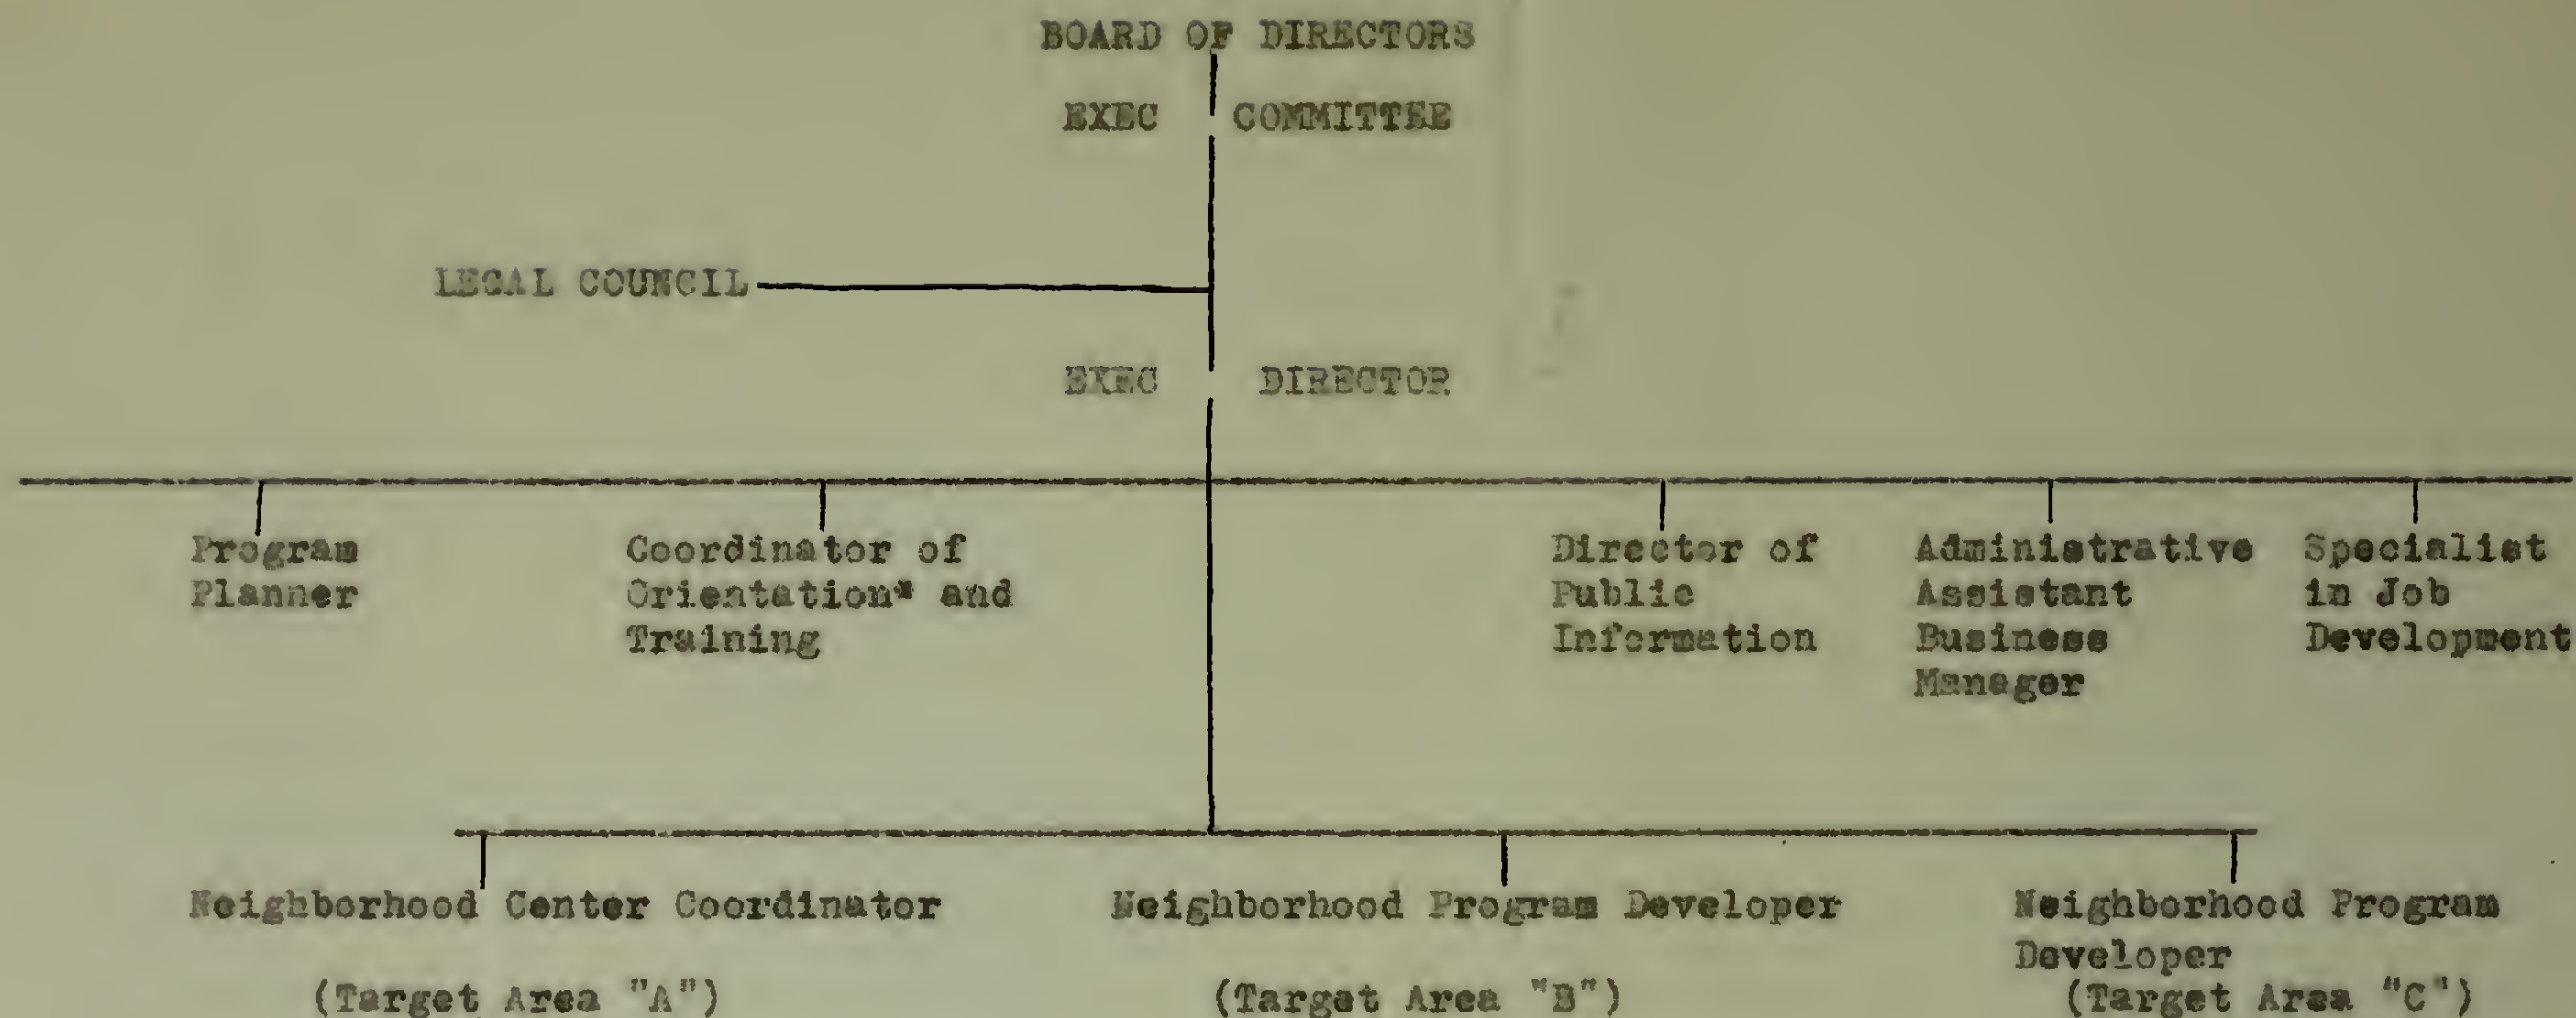 BOARD OF DIRECTORS
EXEC COMMITTEE
LEGAL COUNCIL
EXEC DIRECTOR
Program
Planner
Coordinator of
Orientation* and
Training
Director of
Public
Information
Administrative
Assistant
Business
Manager
Specialist
in Job
Development
Neighborhood Center Coordinator
(Target Area "A")
Neighborhood Program Developer
(Target Area "B")
Neighborhood Program
Developer
(Target Area "C")